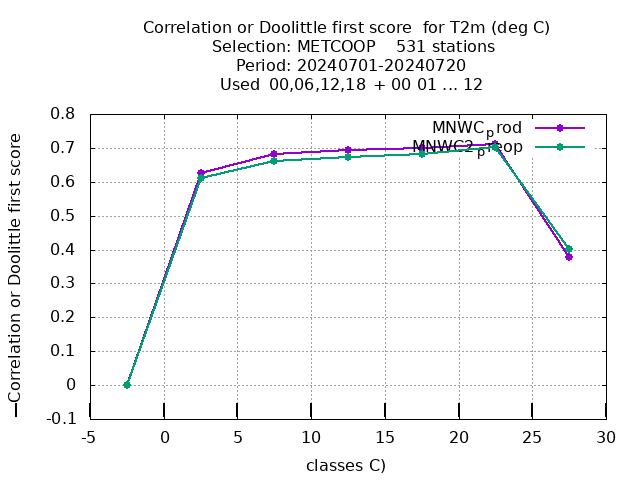 Correlation or Doolittle first score  for T2m (deg C)
Selection: METCOOP    531 stations
Period: 20240701-20240720
Used  00,06,12,18  + 00 01 ... 12
Correlation or Doolittle first score
0.8
0.7
0.6
0.5
0.4
0.3
0.2
0.1
0
-0.1
MNWCprod
MNWC2preop
-5
0
5
10
15
20
25
30
classes C)